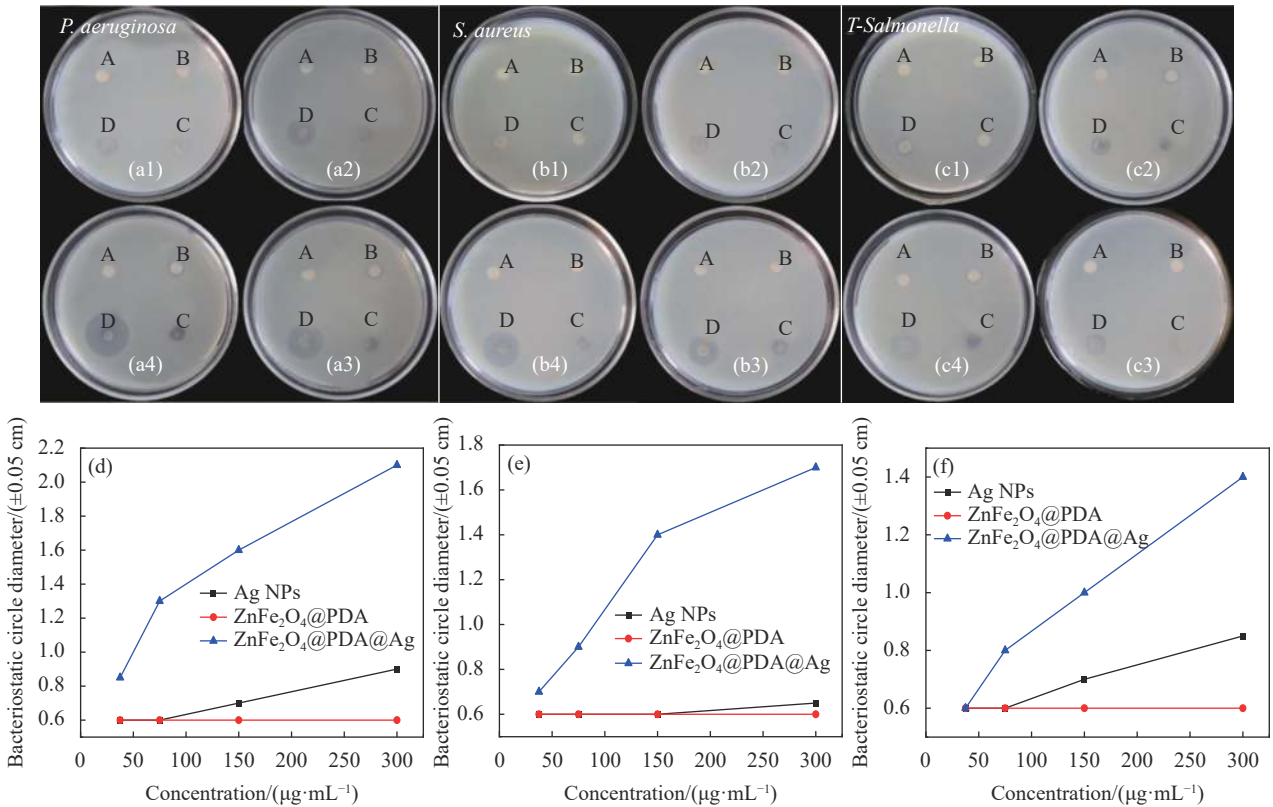 P. aeruginosa
A B
D C
(a1)
A B
D C
(a2)
A B
D C
(a4)
A B
D C
(a3)
S. aureus
A B
D C
(b1)
A B
D C
(b2)
A B
D C
(b4)
A B
D C
(b3)
T-Salmonella
A B
D C
(c1)
A B
D C
(c2)
A B
D C
(c4)
A B
D C
(c3)
(d)
Bacteriostatic circle diameter/(±0.05 cm)
2.2
2.0
1.8
1.6
1.4
1.2
1.0
0.8
0.6
Ag NPs
ZnFe₂O₄@PDA
ZnFe₂O₄@PDA@Ag
0 50 100 150 200 250 300
Concentration/(μg·mL⁻¹)
(e)
Bacteriostatic circle diameter/(±0.05 cm)
1.8
1.6
1.4
1.2
1.0
0.8
0.6
Ag NPs
ZnFe₂O₄@PDA
ZnFe₂O₄@PDA@Ag
0 50 100 150 200 250 300
Concentration/(μg·mL⁻¹)
(f)
Bacteriostatic circle diameter/(±0.05 cm)
1.4
1.2
1.0
0.8
0.6
Ag NPs
ZnFe₂O₄@PDA
ZnFe₂O₄@PDA@Ag
0 50 100 150 200 250 300
Concentration/(μg·mL⁻¹)